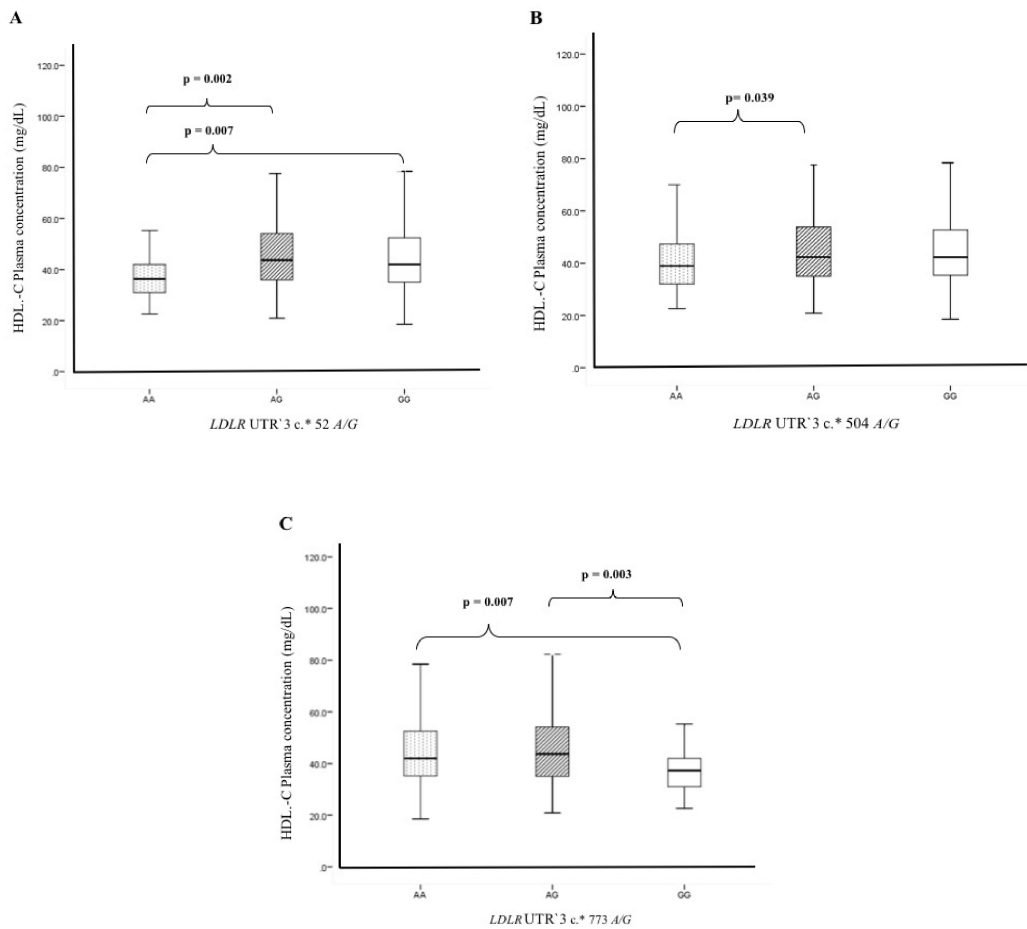 A
HDL.-C Plasma concentration (mg/dL)
120.0
100.0
80.0
60.0
40.0
20.0
.0
p = 0.002
p = 0.007
AA AG GG
LDLR UTR`3 c.* 52 A/G
B
HDL.-C Plasma concentration (mg/dL)
120.0
100.0
80.0
60.0
40.0
20.0
.0
p= 0.039
AA AG GG
LDLR UTR`3 c.* 504 A/G
C
HDL.-C Plasma concentration (mg/dL)
120.0
100.0
80.0
60.0
40.0
20.0
.0
p = 0.003
p = 0.007
AA AG GG
LDLR UTR`3 c.* 773 A/G